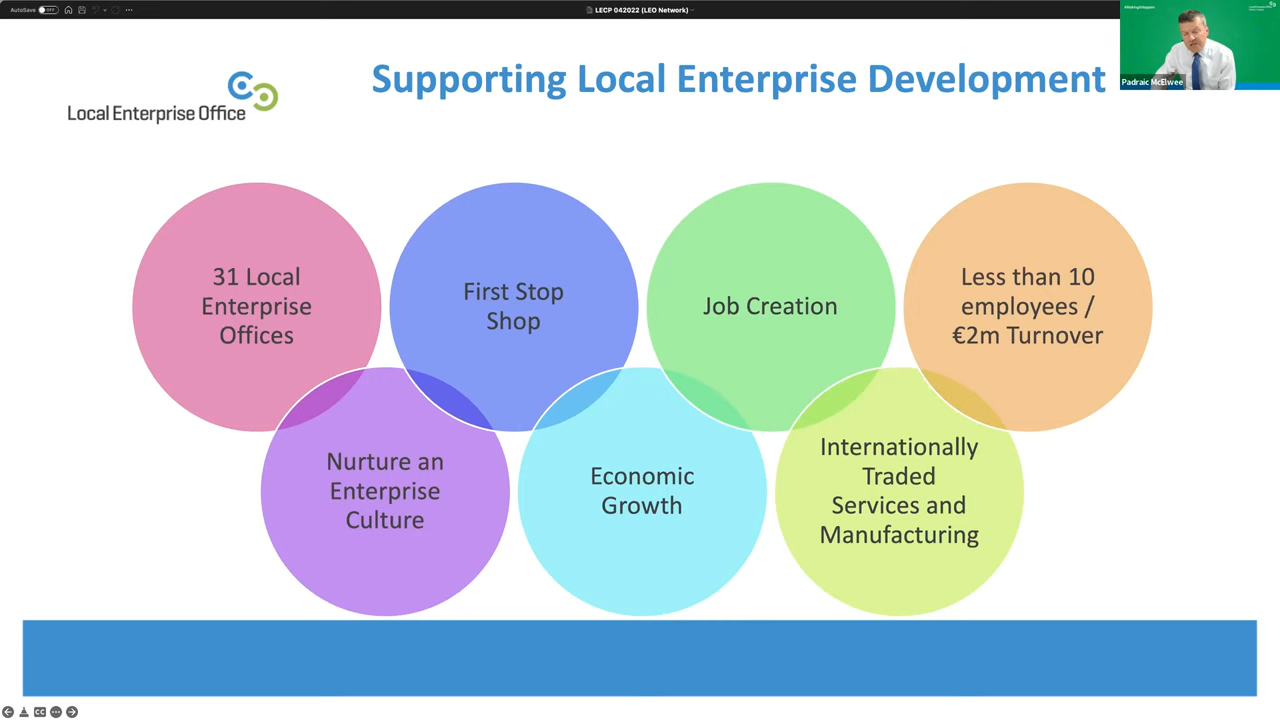 AutoSave OFF
LECP 042022 (LEO Network)
Padraic McElwee
Local Enterprise Office
Supporting Local Enterprise Development
31 Local
Enterprise
Offices
First Stop
Shop
Job Creation
Less than 10
employees /
€2m Turnover
Nurture an
Enterprise
Culture
Economic
Growth
Internationally
Traded
Services and
Manufacturing
CC